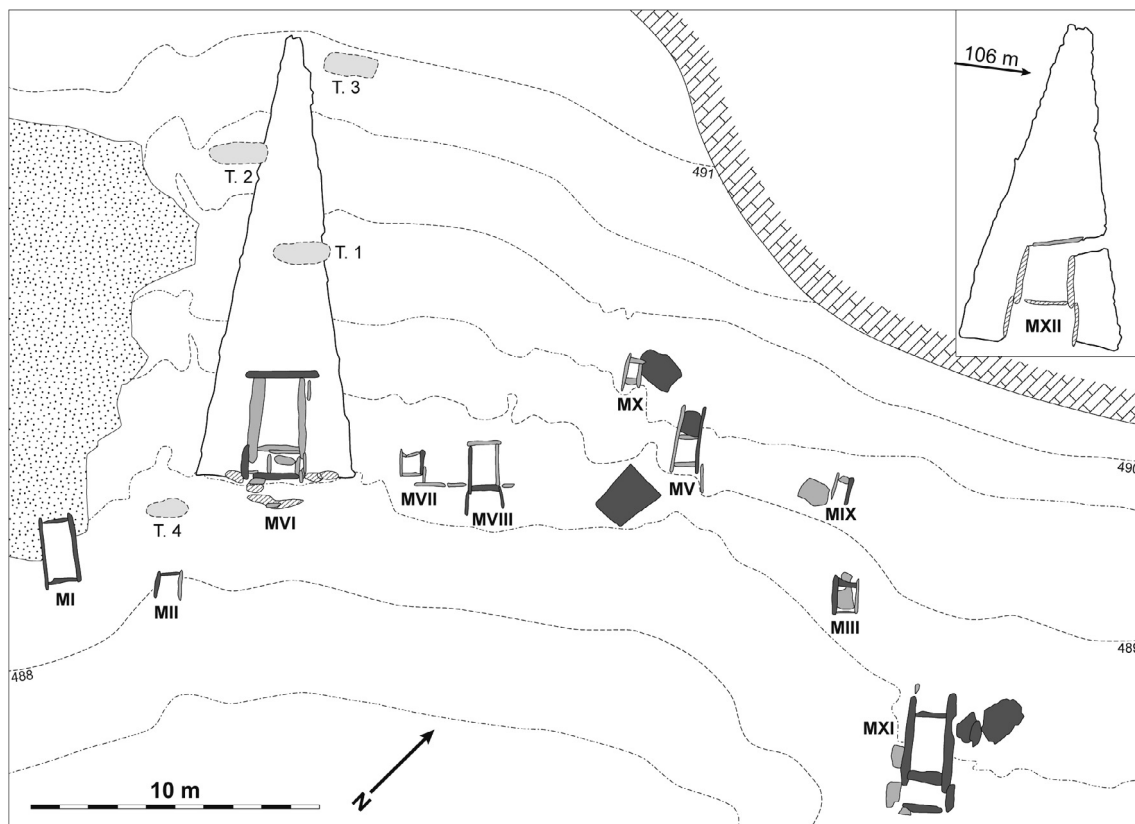 T. 3
106 m
T. 2
491
T. 1
MXII
MX
490
MV
MVII
MVIII
MIX
MVI
T. 4
MI
MII
MIII
489
488
MXI
10 m
N